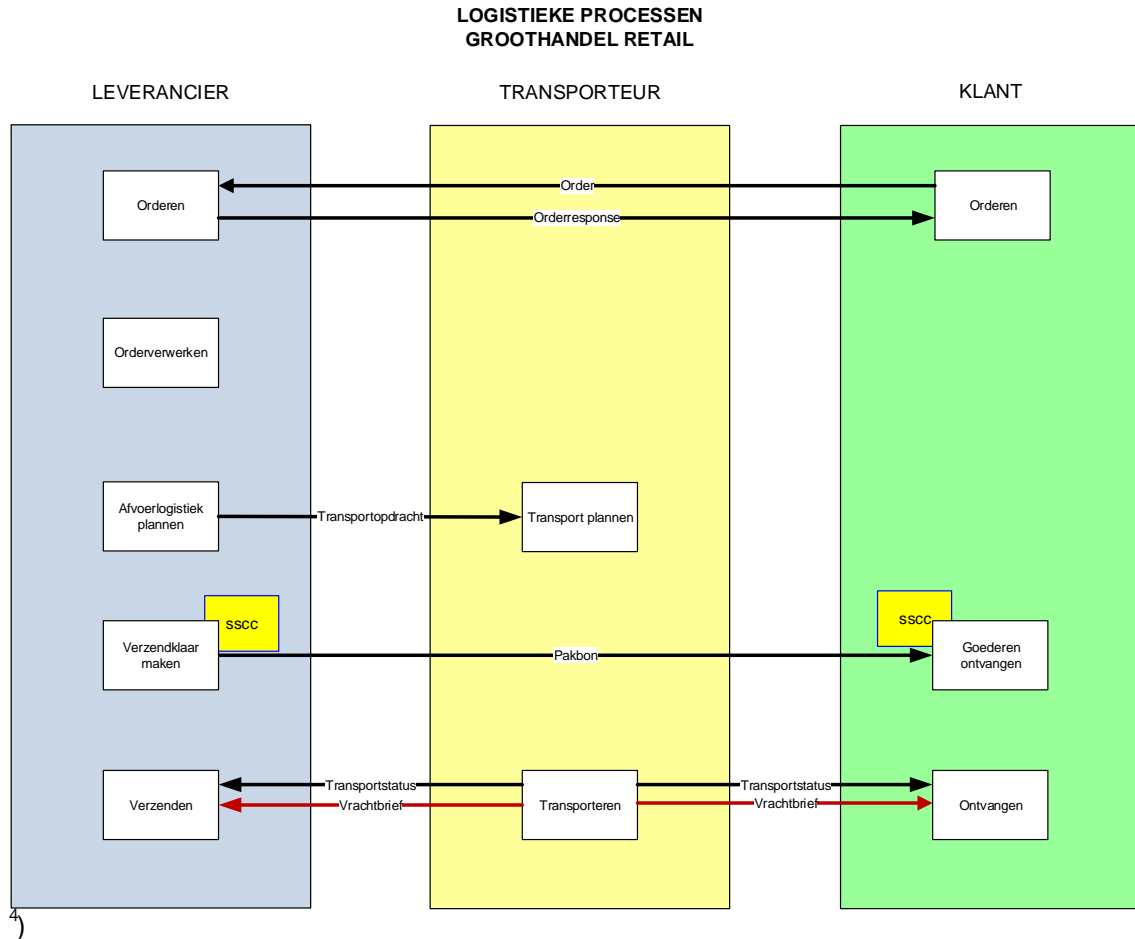 LOGISTIEKE PROCESSEN
GROOTHANDEL RETAIL
LEVERANCIER
TRANSPORTEUR
KLANT
Orderen
Order
Orderresponse
Orderen
Orderverwerken
Afvoerlogistiek
plannen
Transportopdracht
Transport plannen
sscc
Verzendklaar
maken
Pakbon
sscc
Goederen
ontvangen
Verzenden
Transportstatus
Vrachtbrief
Transporteren
Transportstatus
Vrachtbrief
Ontvangen
4)